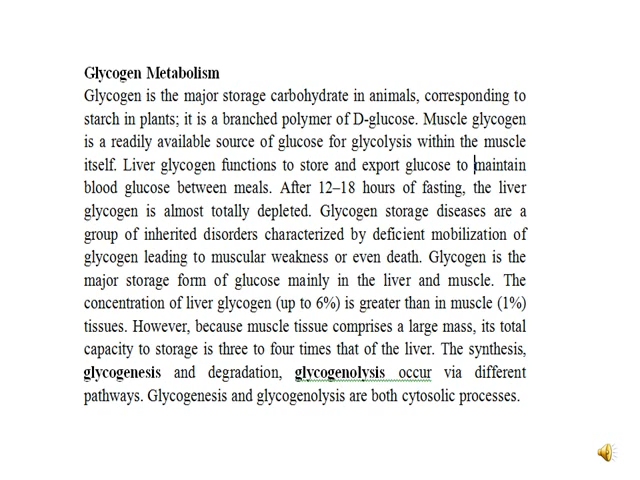 Glycogen Metabolism
Glycogen is the major storage carbohydrate in animals, corresponding to
starch in plants; it is a branched polymer of D-glucose. Muscle glycogen
is a readily available source of glucose for glycolysis within the muscle
itself. Liver glycogen functions to store and export glucose to maintain
blood glucose between meals. After 12–18 hours of fasting, the liver
glycogen is almost totally depleted. Glycogen storage diseases are a
group of inherited disorders characterized by deficient mobilization of
glycogen leading to muscular weakness or even death. Glycogen is the
major storage form of glucose mainly in the liver and muscle. The
concentration of liver glycogen (up to 6%) is greater than in muscle (1%)
tissues. However, because muscle tissue comprises a large mass, its total
capacity to storage is three to four times that of the liver. The synthesis,
glycogenesis and degradation, glycogenolysis occur via different
pathways. Glycogenesis and glycogenolysis are both cytosolic processes.